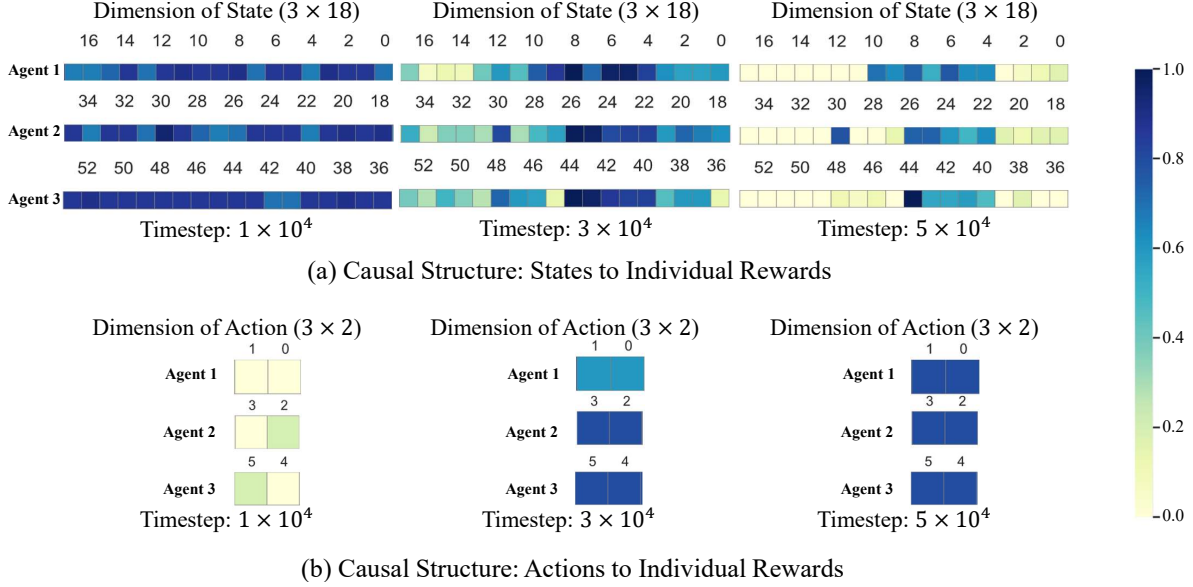 Dimension of State (3 × 18) Dimension of State (3 × 18) Dimension of State (3 × 18)
16 14 12 10 8 6 4 2 0 16 14 12 10 8 6 4 2 0 16 14 12 10 8 6 4 2 0
Agent 1
34 32 30 28 26 24 22 20 18 34 32 30 28 26 24 22 20 18 34 32 30 28 26 24 22 20 18
Agent 2
52 50 48 46 44 42 40 38 36 52 50 48 46 44 42 40 38 36 52 50 48 46 44 42 40 38 36
Agent 3
Timestep: 1 × 10⁴ Timestep: 3 × 10⁴ Timestep: 5 × 10⁴
(a) Causal Structure: States to Individual Rewards
Dimension of Action (3 × 2) Dimension of Action (3 × 2) Dimension of Action (3 × 2)
1 0 1 0 1 0
Agent 1 Agent 1 Agent 1
3 2 3 2 3 2
Agent 2 Agent 2 Agent 2
5 4 5 4 5 4
Agent 3 Agent 3 Agent 3
Timestep: 1 × 10⁴ Timestep: 3 × 10⁴ Timestep: 5 × 10⁴
(b) Causal Structure: Actions to Individual Rewards
1.0
0.8
0.6
0.4
0.2
0.0